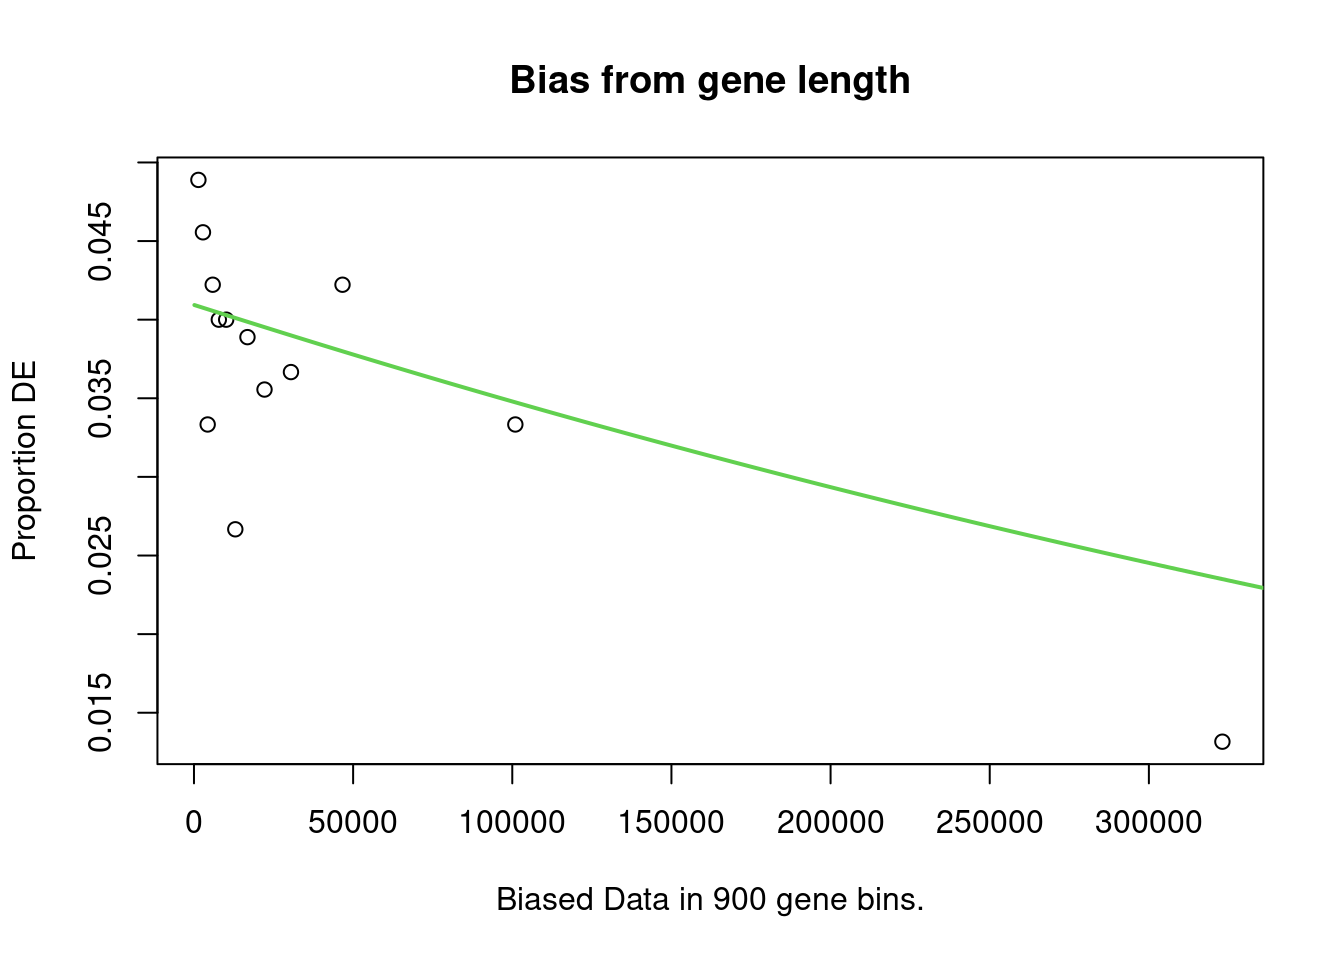 Bias from gene length
Proportion DE
0.045
0.035
0.025
0.015
0 50000 100000 150000 200000 250000 300000
Biased Data in 900 gene bins.